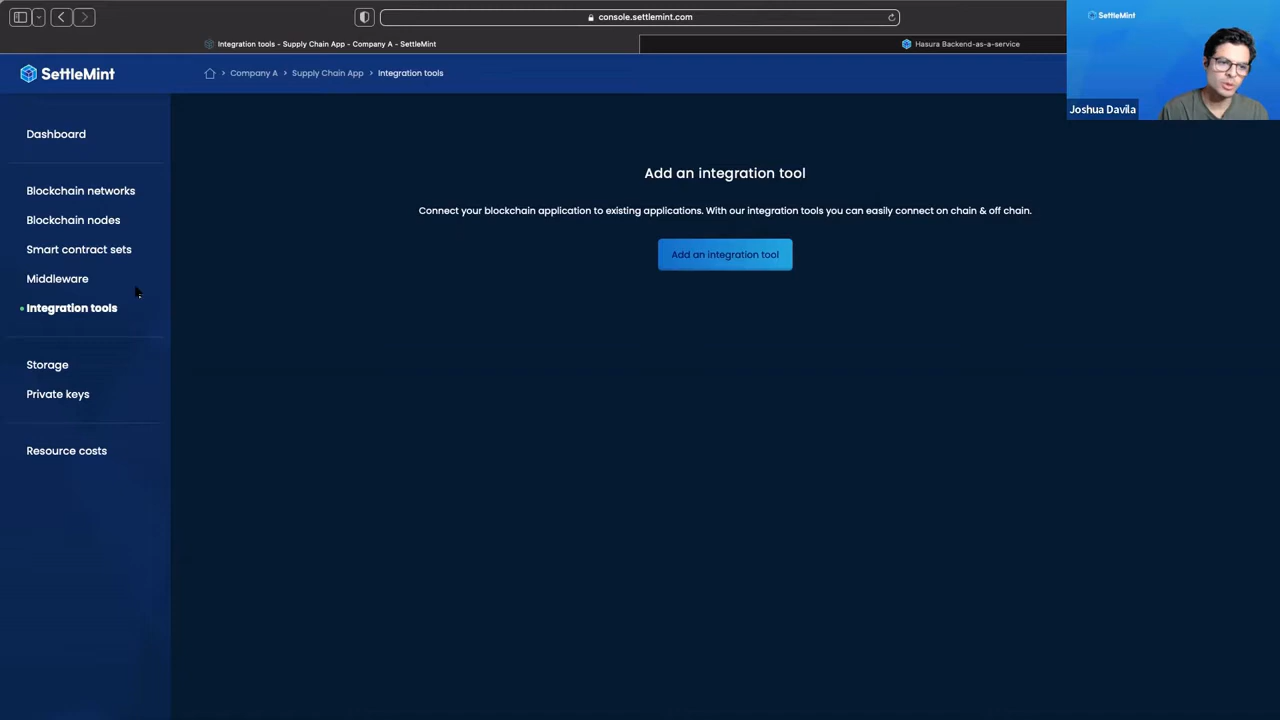 console.settlemint.com
Integration tools - Supply Chain App - Company A - SettleMint
Hasura Backend-as-a-service
SettleMint
Joshua Davila
SettleMint
Company A > Supply Chain App > Integration tools
Dashboard
Blockchain networks
Blockchain nodes
Smart contract sets
Middleware
Integration tools
Storage
Private keys
Resource costs
Add an integration tool
Connect your blockchain application to existing applications. With our integration tools you can easily connect on chain & off chain.
Add an integration tool